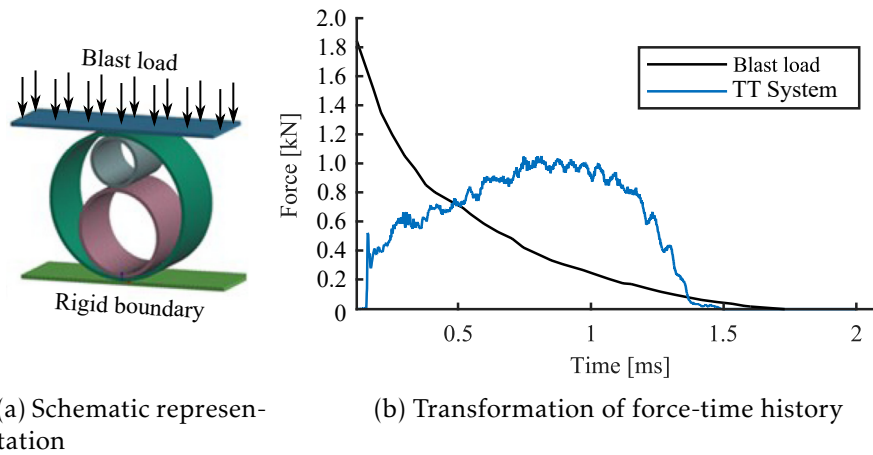 Blast load
Rigid boundary
Force [kN]
2.0
1.8
1.6
1.4
1.2
1.0
0.8
0.6
0.4
0.2
0
0.5
1
1.5
2
Time [ms]
Blast load
TT System
(a) Schematic represen-
tation
(b) Transformation of force-time history